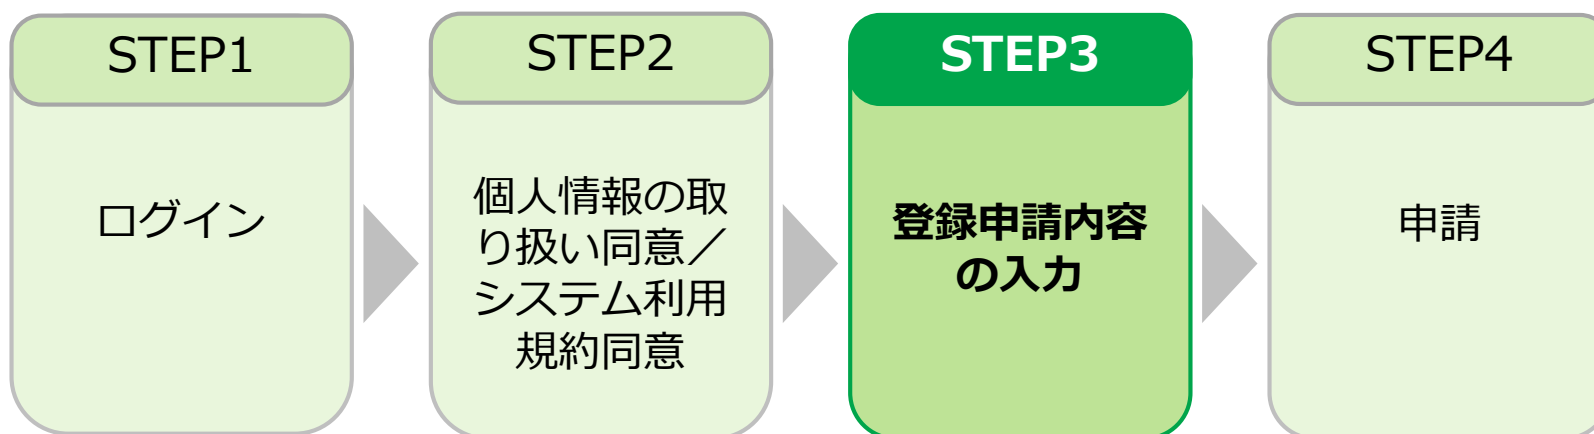 STEP1
ログイン
STEP2
個人情報の取
り扱い同意／
システム利用
規約同意
STEP3
登録申請内容
の入力
STEP4
申請